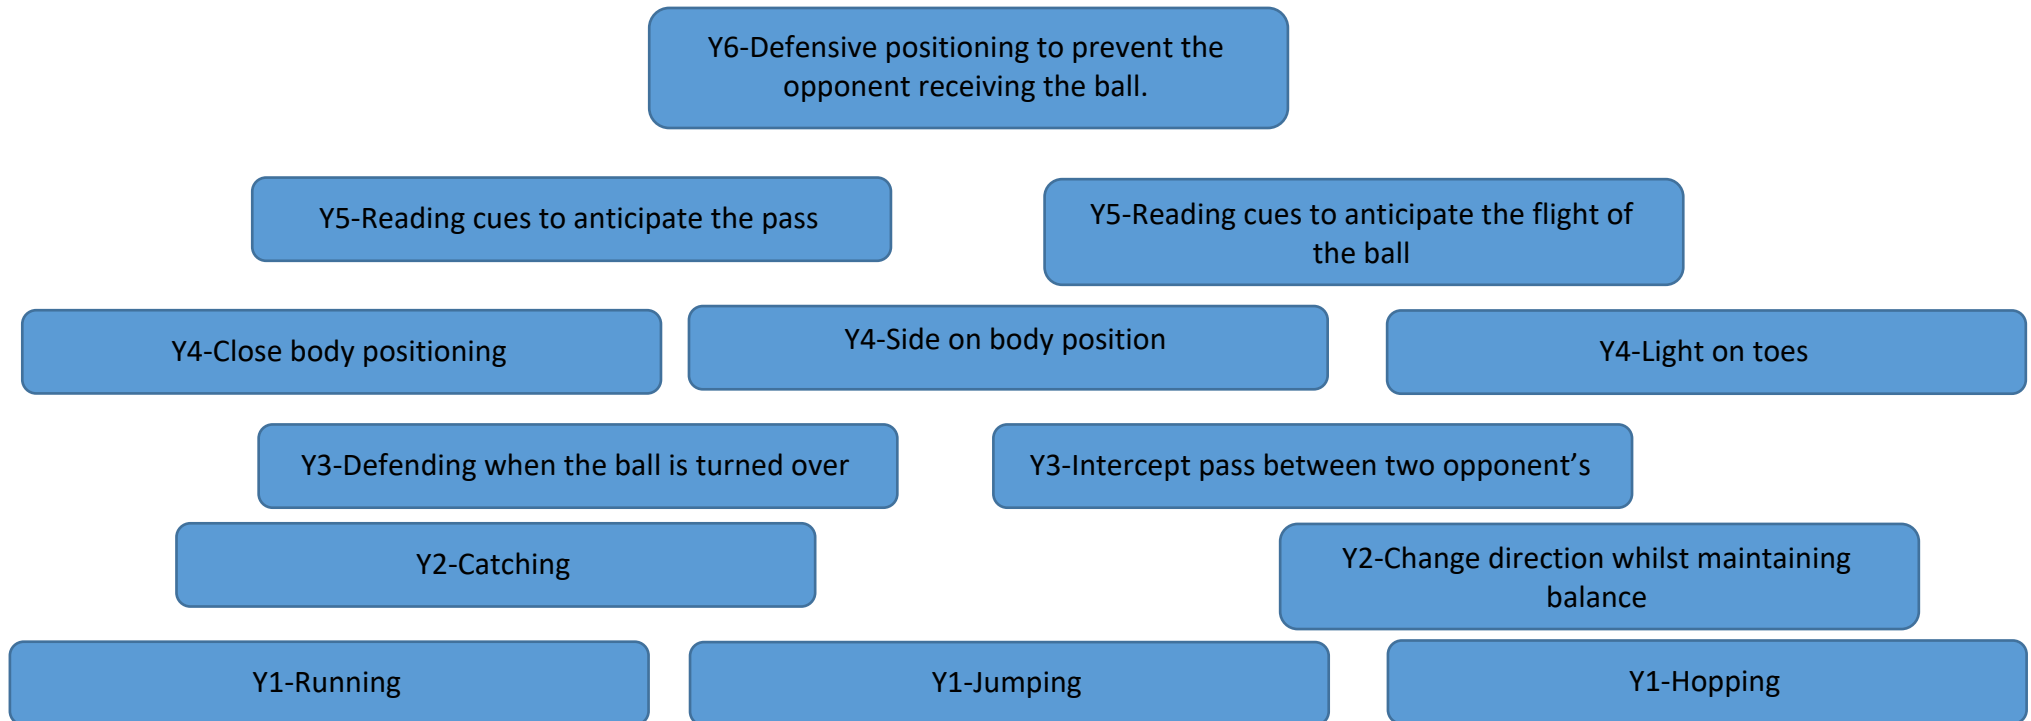 Y6-Defensive positioning to prevent the
opponent receiving the ball.
Y5-Reading cues to anticipate the pass
Y5-Reading cues to anticipate the flight of
the ball
Y4-Close body positioning
Y4-Side on body position
Y4-Light on toes
Y3-Defending when the ball is turned over
Y3-Intercept pass between two opponent’s
Y2-Catching
Y2-Change direction whilst maintaining
balance
Y1-Running
Y1-Jumping
Y1-Hopping